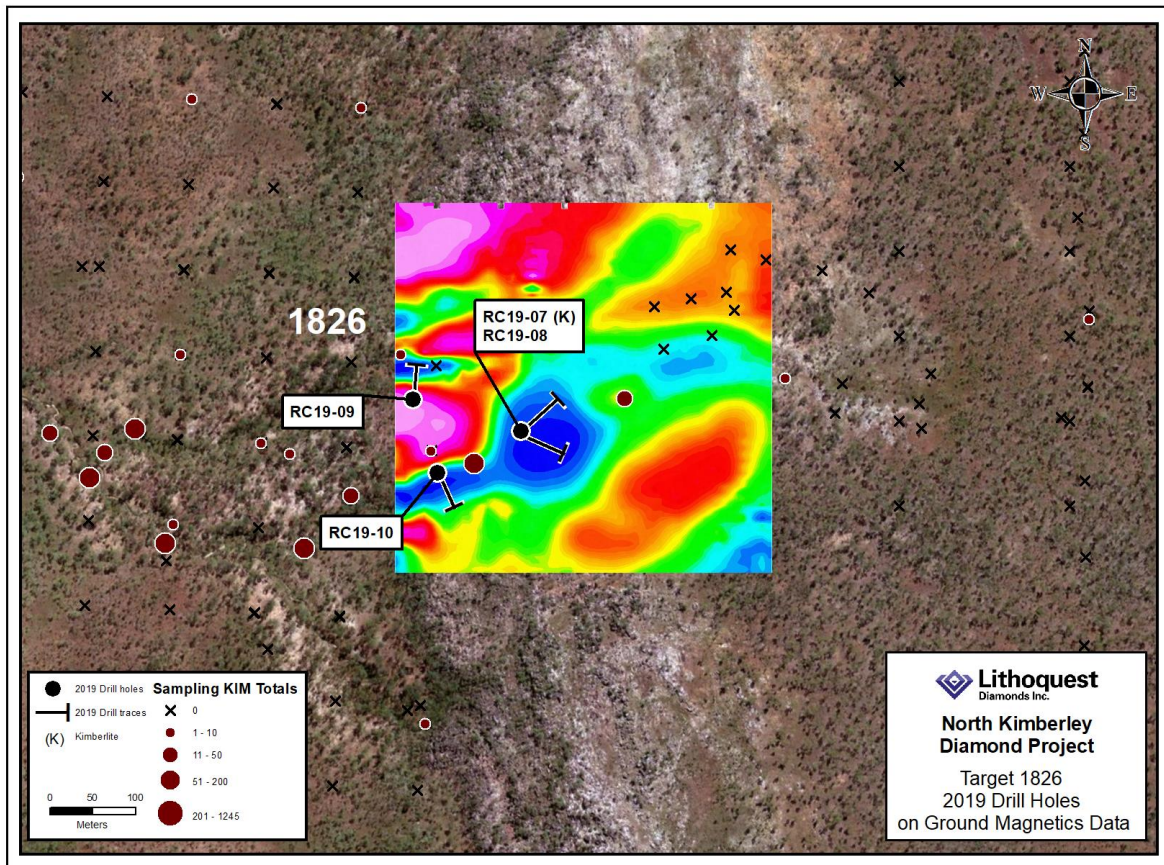 N
W E
S
1826
RC19-07 (K)
RC19-08
RC19-09
RC19-10
2019 Drill holes
2019 Drill traces
(K) Kimberlite
0 50 100
Meters
Sampling KIM Totals
0
1 - 10
11 - 50
51 - 200
201 - 1245
Lithoquest
Diamonds Inc.
North Kimberley
Diamond Project
Target 1826
2019 Drill Holes
on Ground Magnetics Data